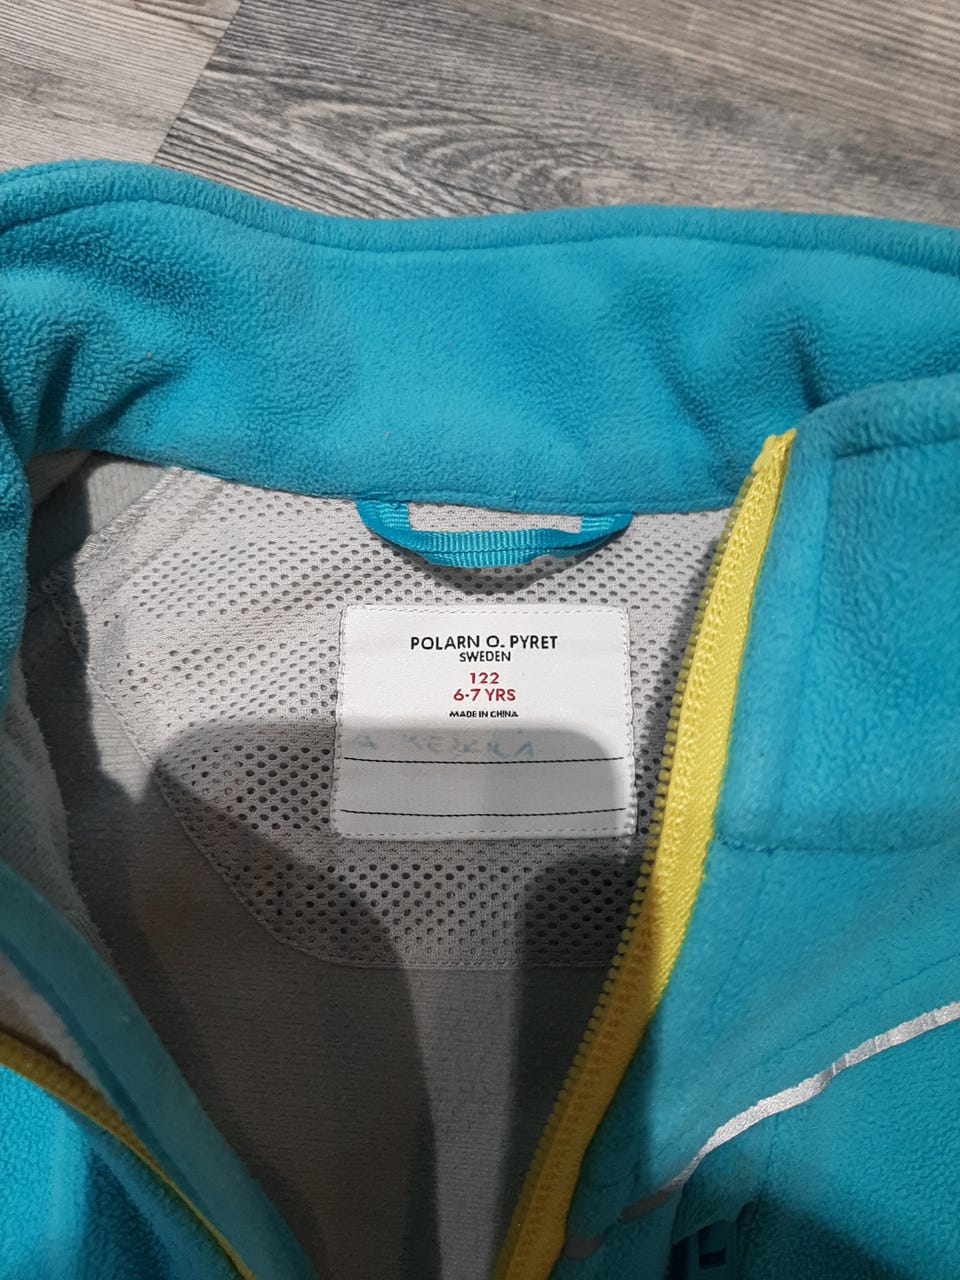 POLARN O. PYRET
SWEDEN
122
6-7 YRS
MADE IN CHINA